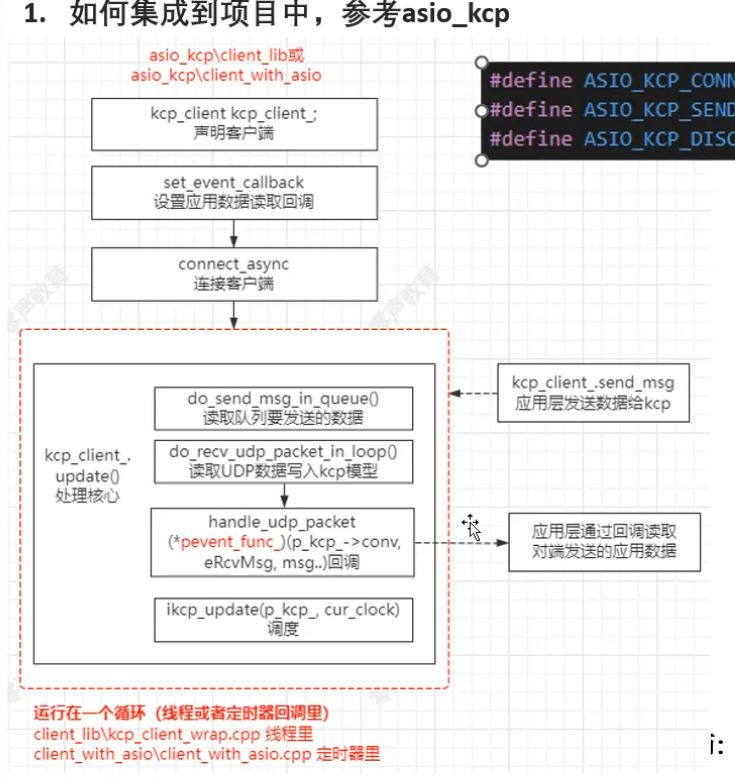 1. 如何集成到项目中，参考asio_kcp
asio_kcp\client_lib或
asio_kcp\client_with_asio
#define ASIO_KCP_CONN
#define ASIO_KCP_SEND
#define ASIO_KCP_DISC
kcp_client kcp_client_;
声明客户端
set_event_callback
设置应用数据读取回调
connect_async
连接客户端
零声教育
零声教育
do_send_msg_in_queue()
读取队列要发送的数据
kcp_client_.send_msg
应用层发送数据给kcp
do_recv_udp_packet_in_loop()
读取UDP数据写入kcp模型
kcp_client_.
update()
处理核心
handle_udp_packet
(*pevent_func_)(p_kcp_->conv,
eRcvMsg, msg..)回调
应用层通过回调读取
对端发送的应用数据
ikcp_update(p_kcp_, cur_clock)
调度
运行在一个循环（线程或者定时器回调里）
client_lib\kcp_client_wrap.cpp 线程里
client_with_asio\client_with_asio.cpp 定时器里